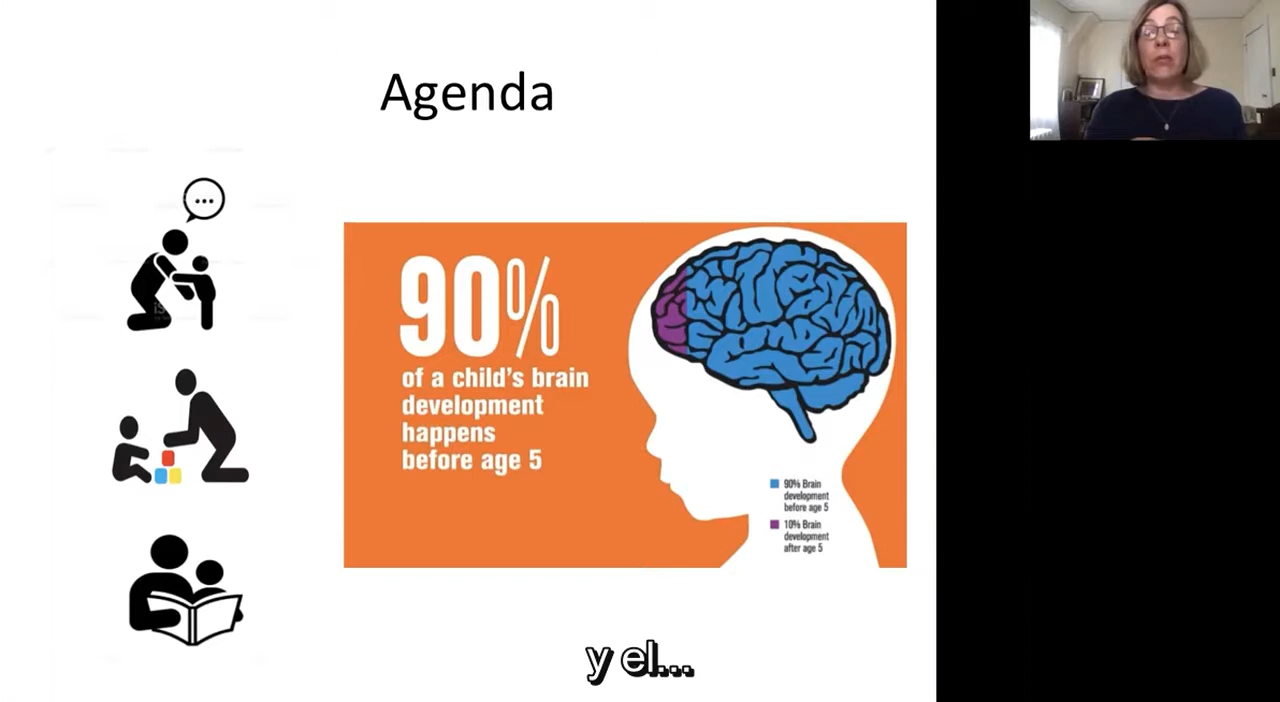 Agenda
...
90%
of a child's brain
development
happens
before age 5
90% Brain
development
before age 5
10% Brain
development
after age 5
y el...